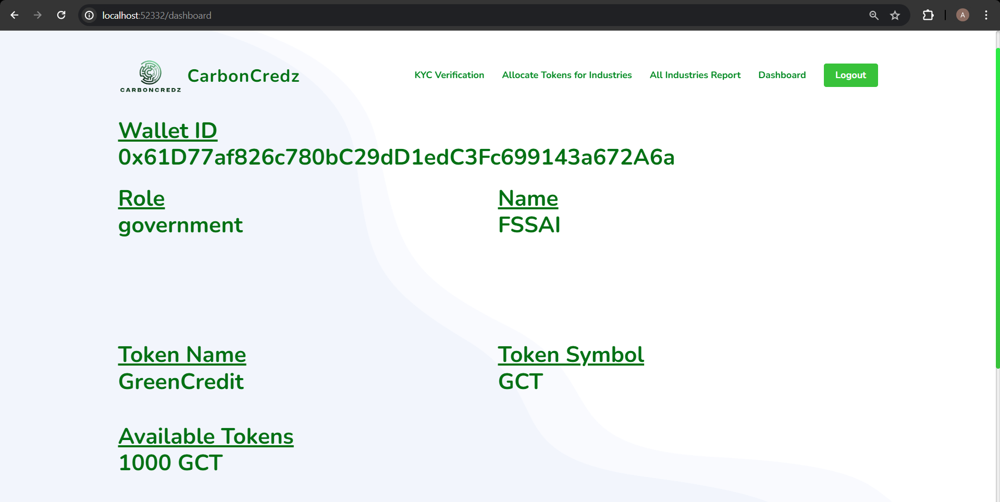 localhost:52332/dashboard
A
CARBONCREDZ
CarbonCredz
KYC Verification
Allocate Tokens for Industries
All Industries Report
Dashboard
Logout
Wallet ID
0x61D77af826c780bC29dD1edC3Fc699143a672A6a
Role
government
Name
FSSAI
Token Name
GreenCredit
Token Symbol
GCT
Available Tokens
1000 GCT